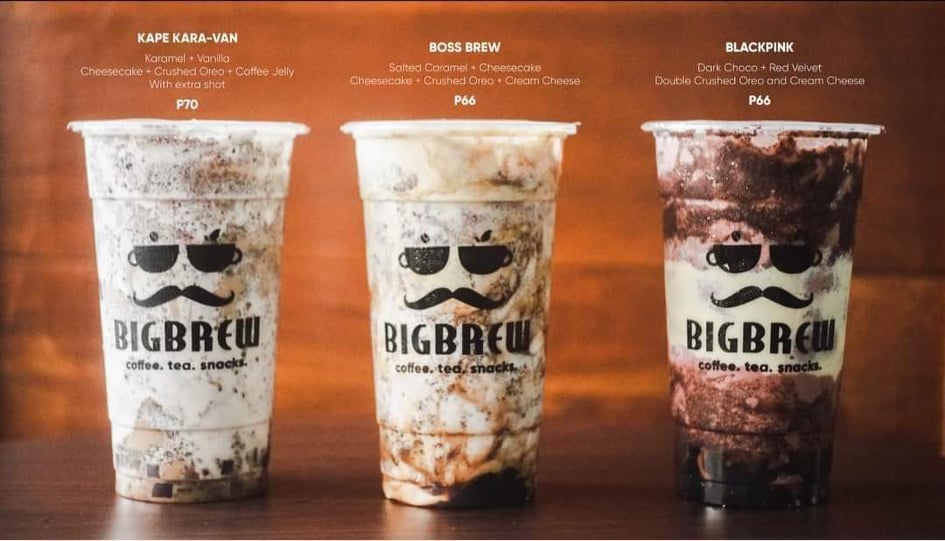 KAPE KARA-VAN
Karamel + Vanilla
Cheesecake + Crushed Oreo + Coffee Jelly
With extra shot
P70
BOSS BREW
Salted Caramel + Cheesecake
Cheesecake + Crushed Oreo + Cream Cheese
P66
BLACKPINK
Dark Choco + Red Velvet
Double Crushed Oreo and Cream Cheese
P66
BIGBREW
coffee. tea. snacks.
BIGBREW
coffee. tea. snacks.
BIGBREW
coffee. tea. snacks.